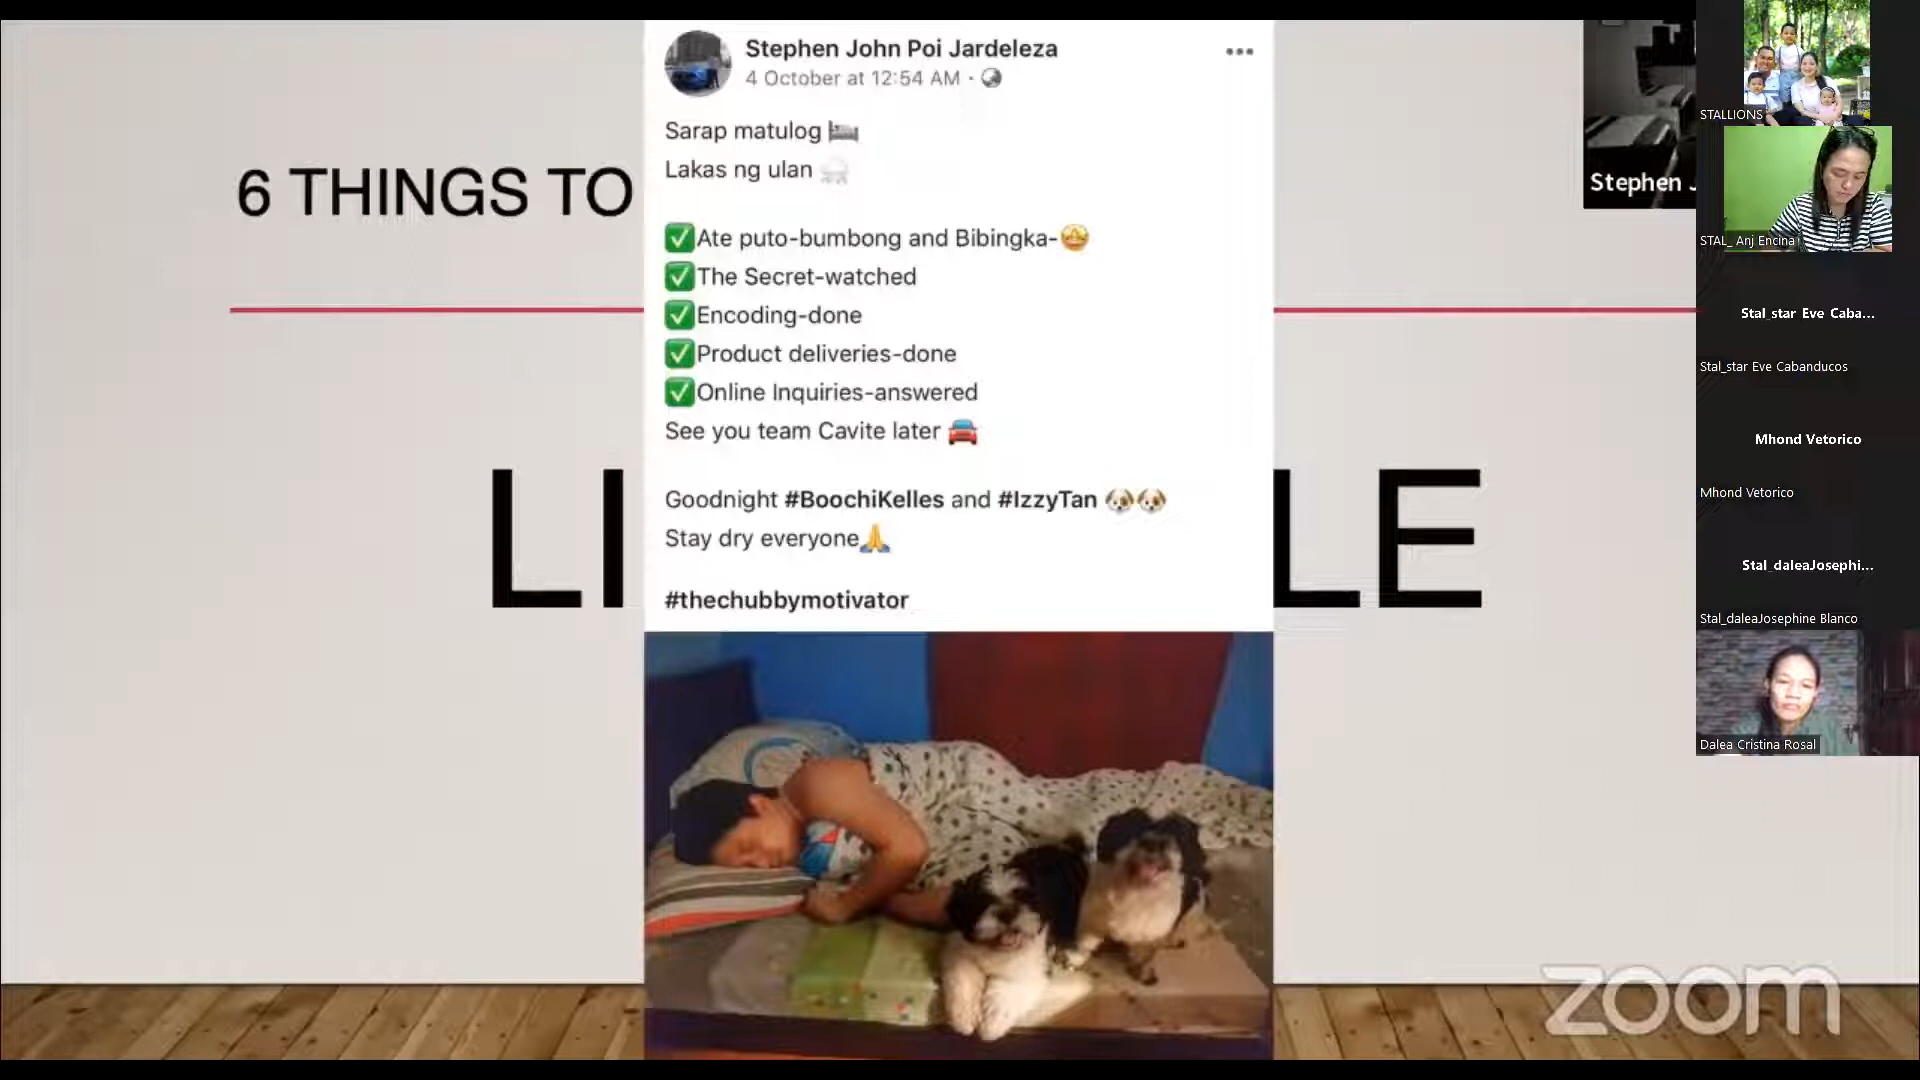 6 THINGS TO
LI
LE
Stephen John Poi Jardeleza
4 October at 12:54 AM
Sarap matulog 🛌
Lakas ng ulan 🌧
✅Ate puto-bumbong and Bibingka-🤩
✅The Secret-watched
✅Encoding-done
✅Product deliveries-done
✅Online Inquiries-answered
See you team Cavite later 🚘
Goodnight #BoochiKelles and #IzzyTan 🐶🐶
Stay dry everyone🙏
#thechubbymotivator
Stephen J
STALLIONS
STAL_ Anj Encina
Stal_star Eve Caba...
Stal_star Eve Cabanducos
Mhond Vetorico
Mhond Vetorico
Stal_daleaJosephi...
Stal_daleaJosephine Blanco
Dalea Cristina Rosal
zoom